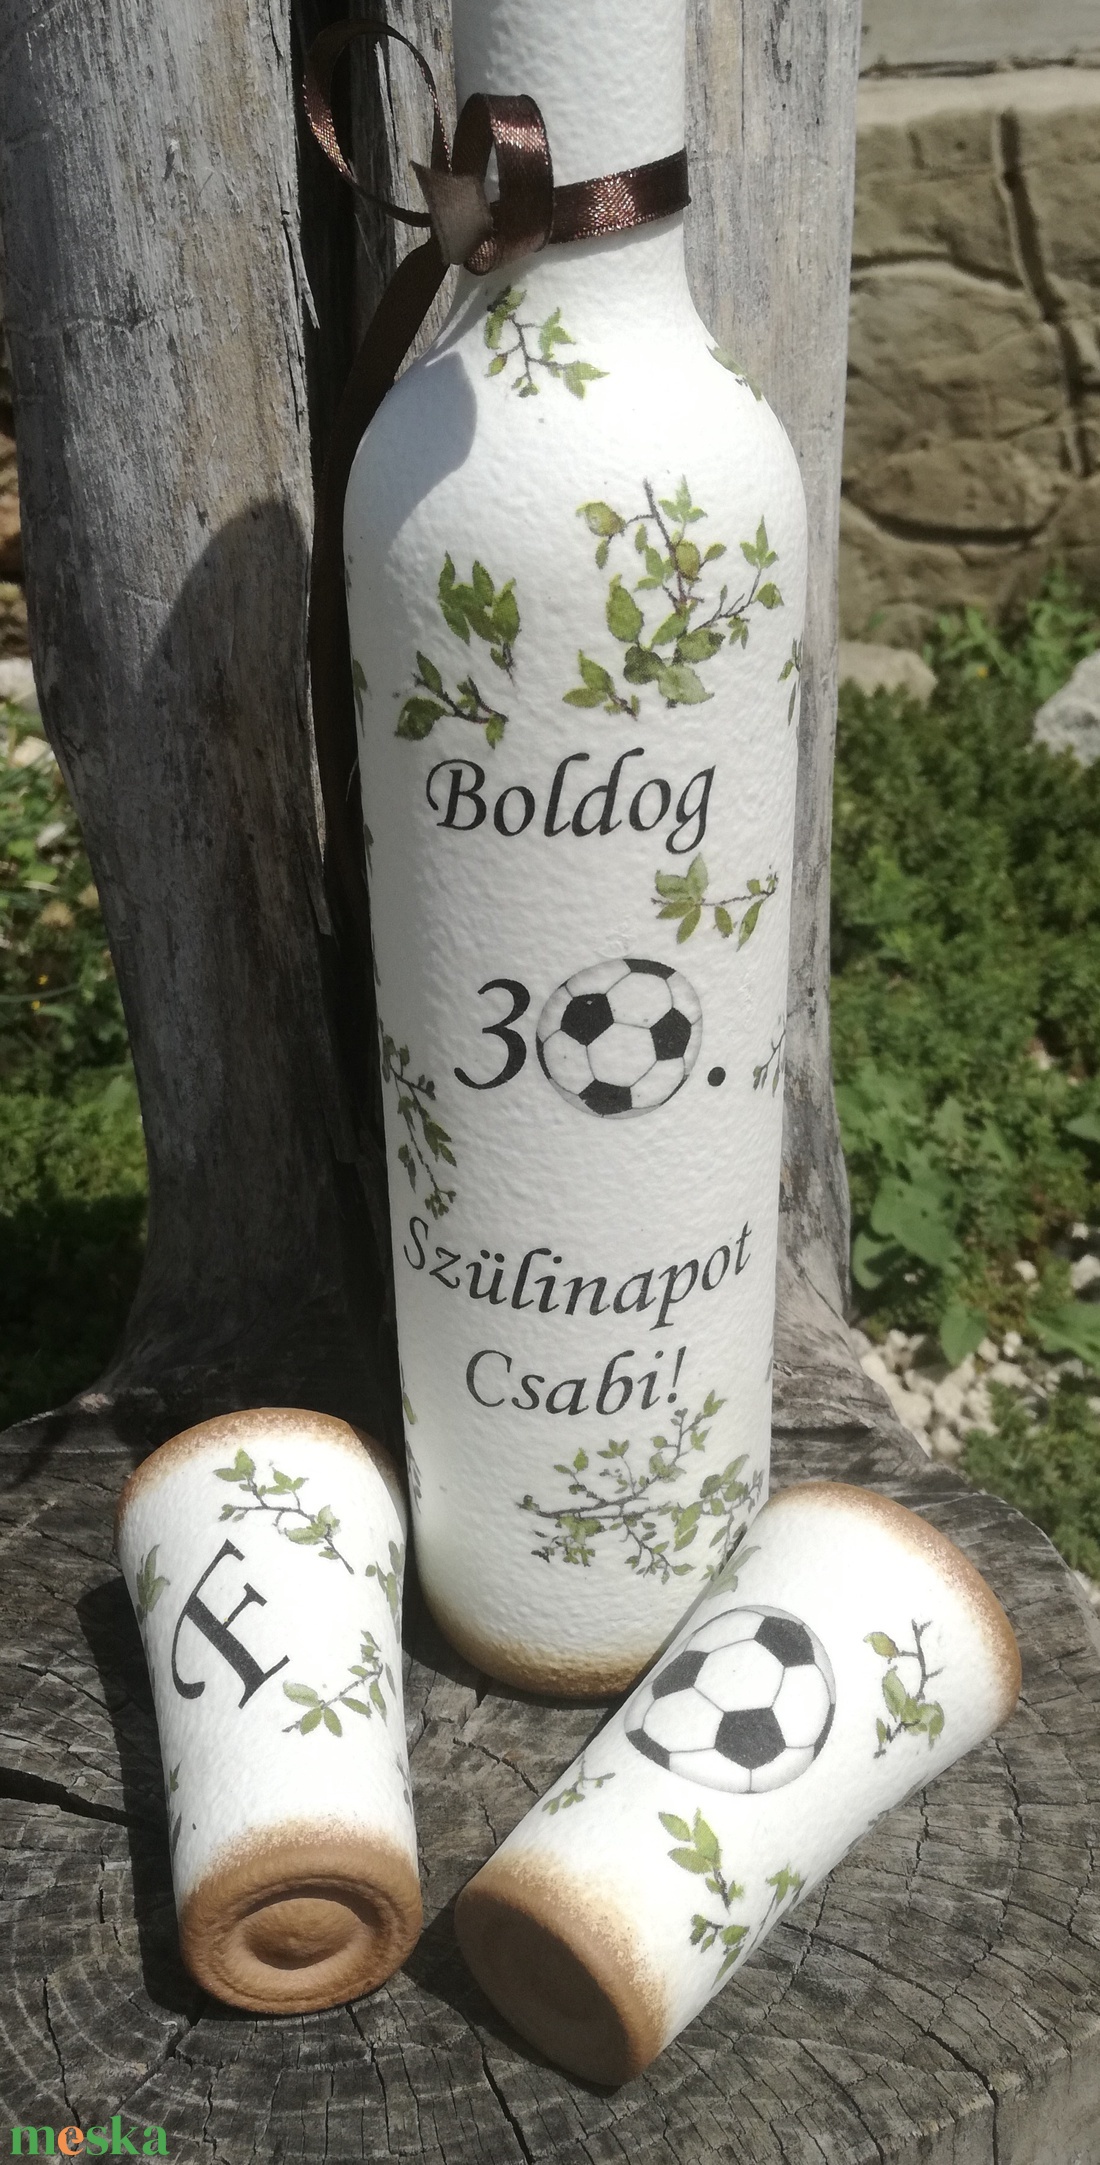 Boldog
30.
Szülinapot
Csabi!
F
meska